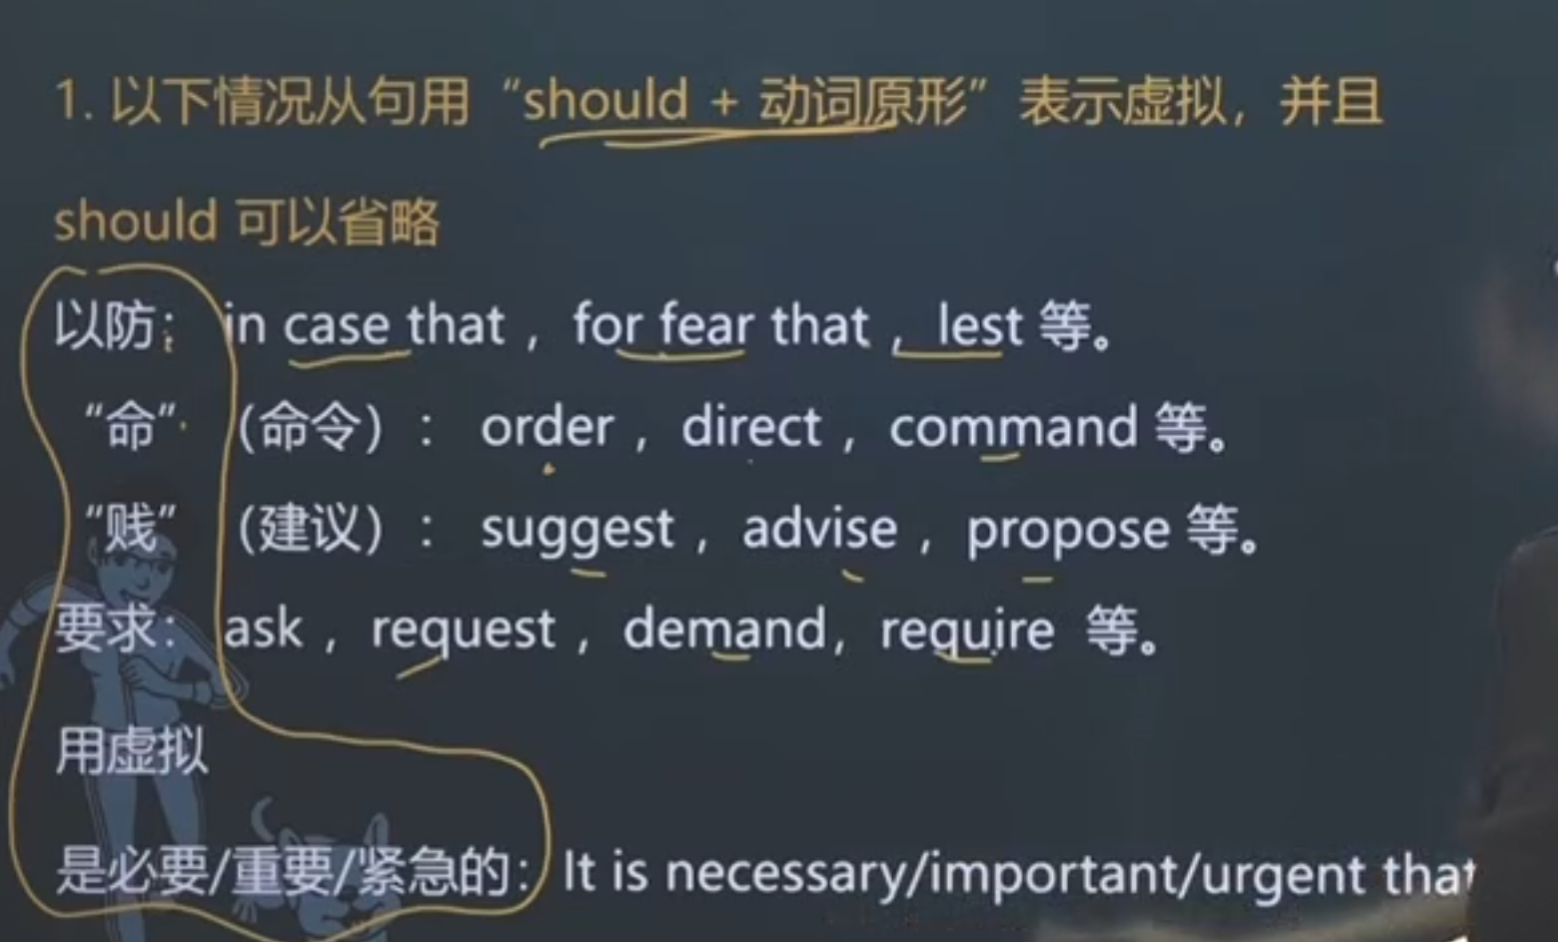 1. 以下情况从句用“should + 动词原形”表示虚拟，并且
should 可以省略
以防： in case that， for fear that， lest 等。
“命” （命令）： order， direct， command 等。
“贱” （建议）： suggest， advise， propose 等。
要求： ask， request， demand， require 等。
用虚拟
是必要/重要/紧急的： It is necessary/important/urgent that